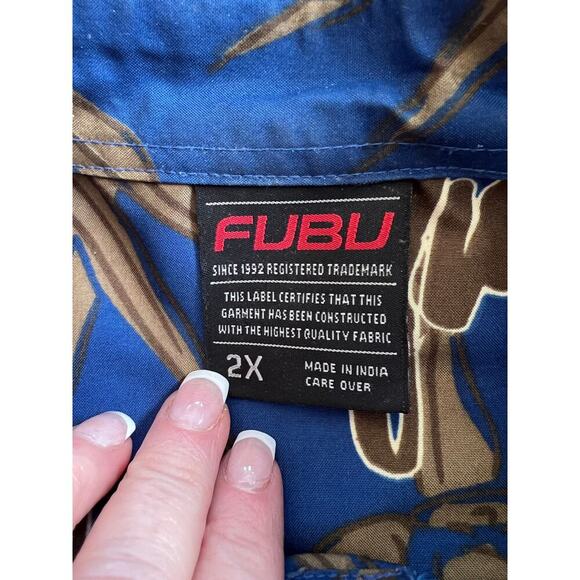 FUBU
SINCE 1992 REGISTERED TRADEMARK
THIS LABEL CERTIFIES THAT THIS
GARMENT HAS BEEN CONSTRUCTED
WITH THE HIGHEST QUALITY FABRIC
2X
MADE IN INDIA
CARE OVER